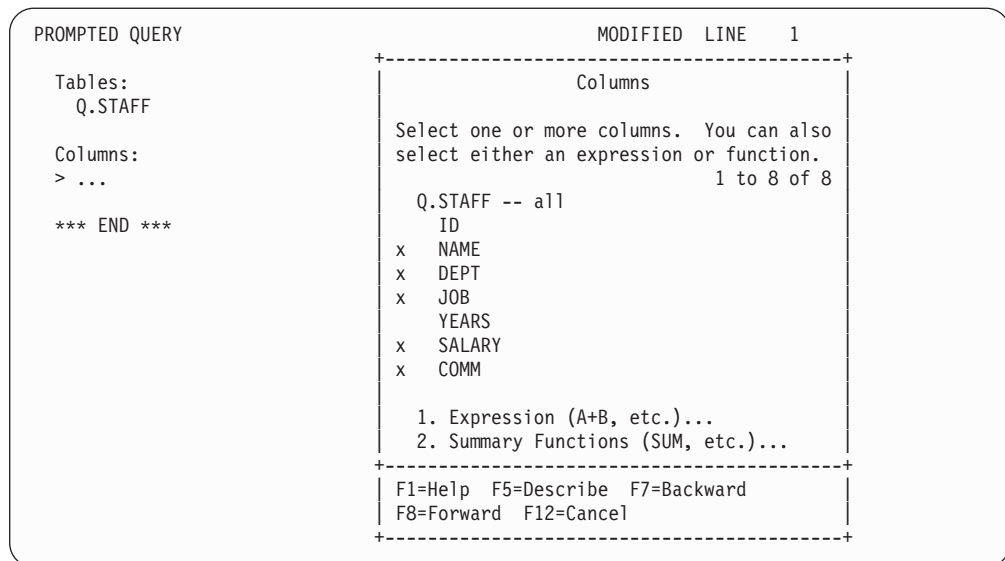 PROMPTED QUERY                                       MODIFIED  LINE    1
                                +-------------------------------------------+
  Tables:                       |                  Columns                  |
    Q.STAFF                     |                                           |
                                | Select one or more columns.  You can also |
  Columns:                      | select either an expression or function.  |
  > ...                         |                               1 to 8 of 8 |
                                |   Q.STAFF -- all                          |
  *** END ***                   |     ID                                    |
                                | x   NAME                                  |
                                | x   DEPT                                  |
                                | x   JOB                                   |
                                |     YEARS                                 |
                                | x   SALARY                                |
                                | x   COMM                                  |
                                |                                           |
                                |   1. Expression (A+B, etc.)...            |
                                |   2. Summary Functions (SUM, etc.)...     |
                                +-------------------------------------------+
                                | F1=Help  F5=Describe  F7=Backward         |
                                | F8=Forward  F12=Cancel                    |
                                +-------------------------------------------+